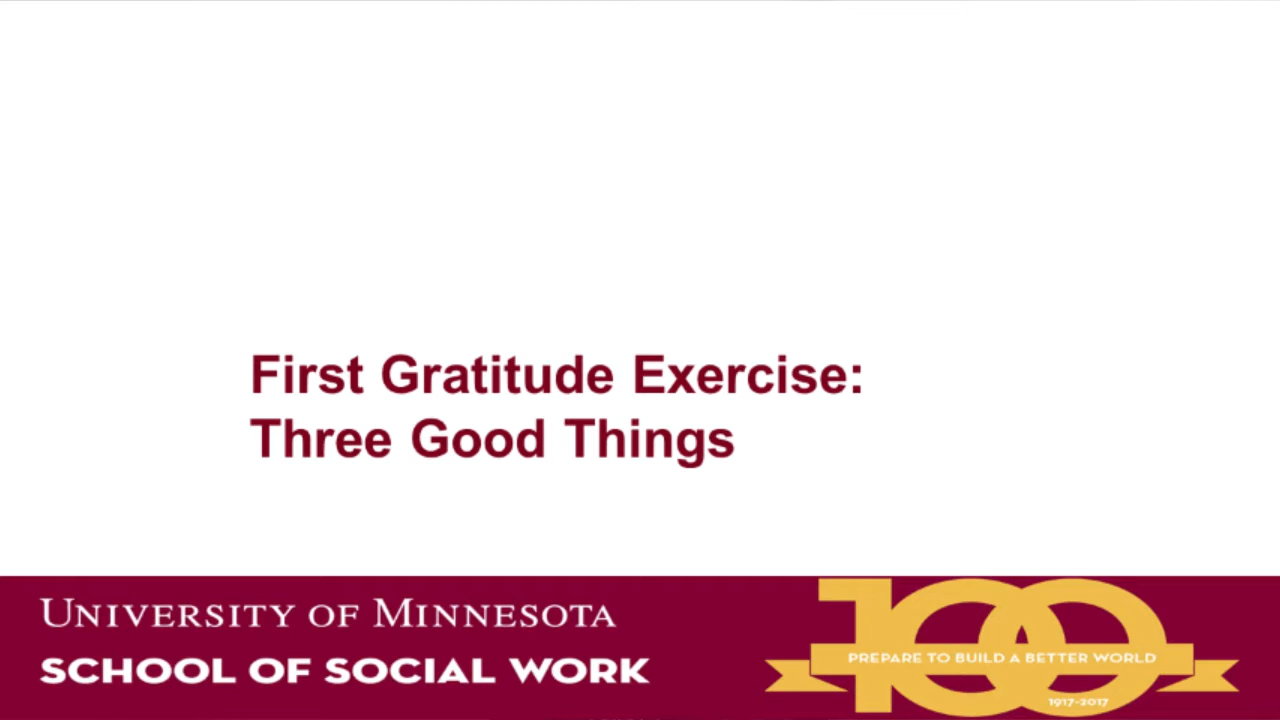 First Gratitude Exercise:
Three Good Things
UNIVERSITY OF MINNESOTA
SCHOOL OF SOCIAL WORK
100
PREPARE TO BUILD A BETTER WORLD
1917-2017